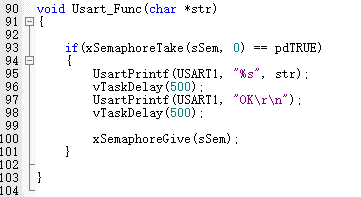 90 void Usart_Func(char *str)
91 {
92
93     if(xSemaphoreTake(sSem, 0) == pdTRUE)
94     {
95         UsartPrintf(USART1, "%s", str);
96         vTaskDelay(500);
97         UsartPrintf(USART1, "OK\r\n");
98         vTaskDelay(500);
99
100         xSemaphoreGive(sSem);
101     }
102
103 }
104